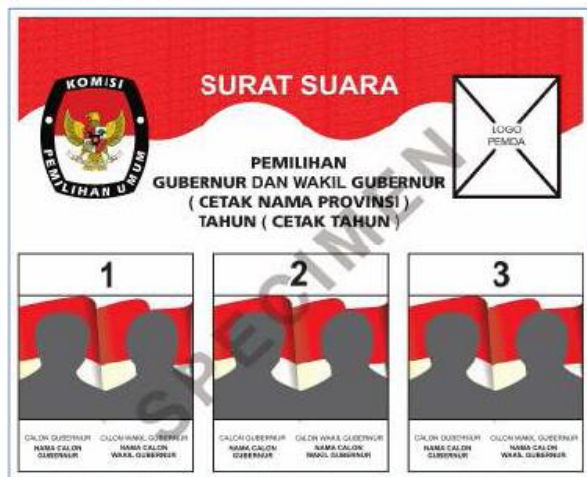 KOMISI
PEMILIHAN UMUM
SURAT SUARA
LOGO
PEMDA
PEMILIHAN
GUBERNUR DAN WAKIL GUBERNUR
( CETAK NAMA PROVINSI )
TAHUN ( CETAK TAHUN )
SPECIMEN
1
2
3
CALON GUBERNUR
NAMA CALON
GUBERNUR
CALON WAKIL GUBERNUR
NAMA CALON
WAKIL GUBERNUR
CALON GUBERNUR
NAMA CALON
GUBERNUR
CALON WAKIL GUBERNUR
NAMA CALON
WAKIL GUBERNUR
CALON GUBERNUR
NAMA CALON
GUBERNUR
CALON WAKIL GUBERNUR
NAMA CALON
WAKIL GUBERNUR